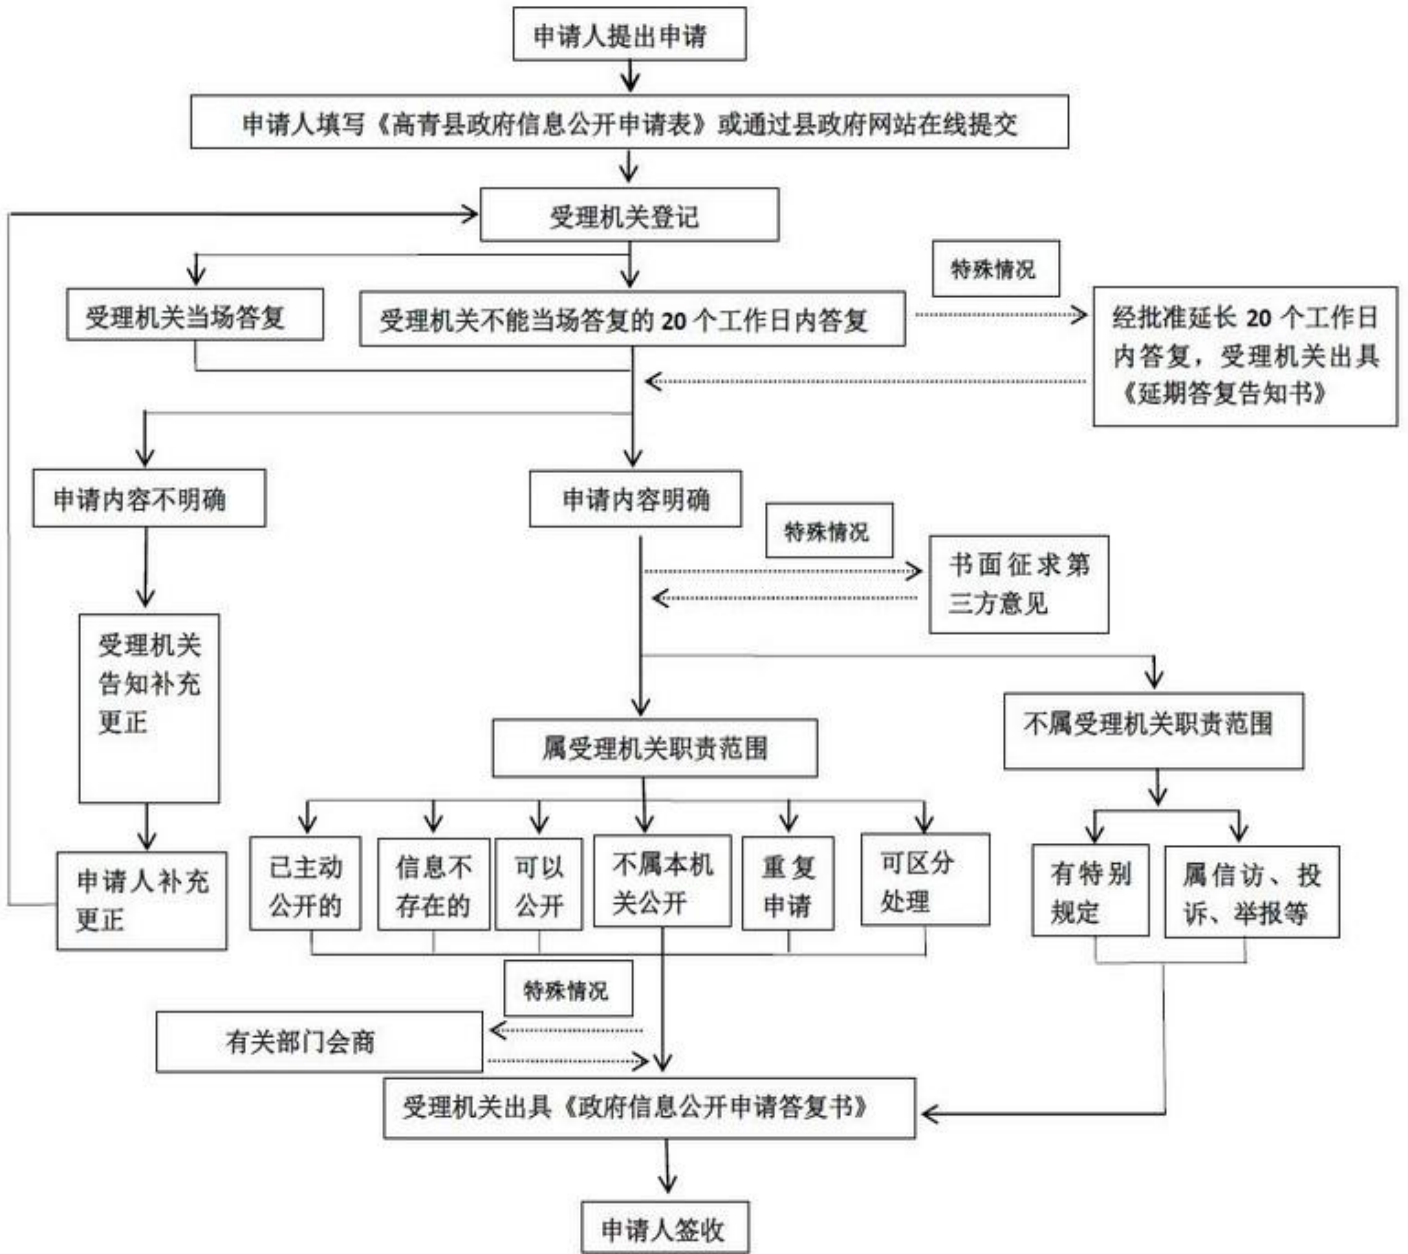 申请人提出申请
申请人填写《高青县政府信息公开申请表》或通过县政府网站在线提交
受理机关登记
特殊情况
受理机关当场答复
受理机关不能当场答复的 20 个工作日内答复
经批准延长 20 个工作日
内答复，受理机关出具
《延期答复告知书》
申请内容不明确
申请内容明确
特殊情况
书面征求第
三方意见
受理机关
告知补充
更正
属受理机关职责范围
不属受理机关职责范围
申请人补充
更正
已主动
公开的
信息不
存在的
可以
公开
不属本机
关公开
重复
申请
可区分
处理
有特别
规定
属信访、投
诉、举报等
特殊情况
有关部门会商
受理机关出具《政府信息公开申请答复书》
申请人签收